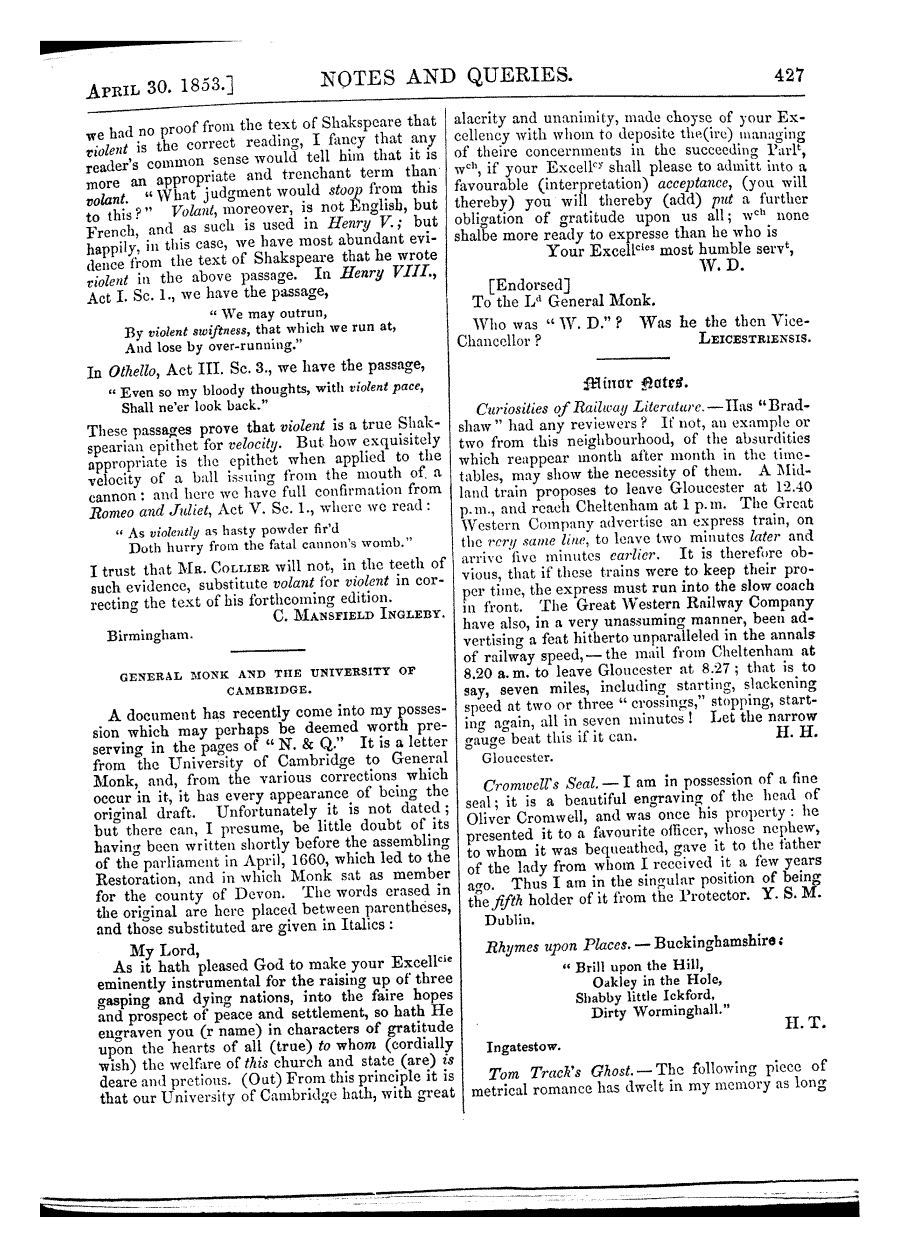 APRIL 30. 1853.] NOTES AND QUERIES. 427
we had no proof from the text of Shakspeare that
violent is the correct reading, I fancy that any
reader's common sense would tell him that it is
more an appropriate and trenchant term than
volant. "What judgment would stoop from this
to this?" Volant, moreover, is not English, but
French, and as such is used in Henry V.; but
happily, in this case, we have most abundant evi-
dence from the text of Shakspeare that he wrote
violent in the above passage. In Henry VIII.,
Act I. Sc. 1., we have the passage,
"We may outrun,
By violent swiftness, that which we run at,
And lose by over-running."
In Othello, Act III. Sc. 3., we have the passage,
"Even so my bloody thoughts, with violent pace,
Shall ne'er look back."
These passages prove that violent is a true Shak-
spearian epithet for velocity. But how exquisitely
appropriate is the epithet when applied to the
velocity of a ball issuing from the mouth of a
cannon: and here we have full confirmation from
Romeo and Juliet, Act V. Sc. 1., where we read:
"As violently as hasty powder fir'd
Doth hurry from the fatal cannon's womb."
I trust that MR. COLLIER will not, in the teeth of
such evidence, substitute volant for violent in cor-
recting the text of his forthcoming edition.
C. MANSFIELD INGLEBY.
Birmingham.
GENERAL MONK AND THE UNIVERSITY OF
CAMBRIDGE.
A document has recently come into my posses-
sion which may perhaps be deemed worth pre-
serving in the pages of "N. & Q." It is a letter
from the University of Cambridge to General
Monk, and, from the various corrections which
occur in it, it has every appearance of being the
original draft. Unfortunately it is not dated;
but there can, I presume, be little doubt of its
having been written shortly before the assembling
of the parliament in April, 1660, which led to the
Restoration, and in which Monk sat as member
for the county of Devon. The words erased in
the original are here placed between parentheses,
and those substituted are given in Italics:
My Lord,
As it hath pleased God to make your Excellcie
eminently instrumental for the raising up of three
gasping and dying nations, into the faire hopes
and prospect of peace and settlement, so hath He
engraven you (r name) in characters of gratitude
upon the hearts of all (true) to whom (cordially
wish) the welfare of this church and state (are) is
deare and pretious. (Out) From this principle it is
that our University of Cambridge hath, with great
alacrity and unanimity, made choyse of your Ex-
cellency with whom to deposite the(ire) managing
of theire concernments in the succeeding Parlt,
wch, if your Excellcy shall please to admitt into a
favourable (interpretation) acceptance, (you will
thereby) you will thereby (add) put a further
obligation of gratitude upon us all; wch none
shalbe more ready to expresse than he who is
Your Excellcies most humble servt,
W. D.
[Endorsed]
To the Ld General Monk.
Who was "W. D."? Was he the then Vice-
Chancellor? LEICESTRIENSIS.
Minor Notes.
Curiosities of Railway Literature. — Has "Brad-
shaw" had any reviewers? If not, an example or
two from this neighbourhood, of the absurdities
which reappear month after month in the time-
tables, may show the necessity of them. A Mid-
land train proposes to leave Gloucester at 12.40
p.m., and reach Cheltenham at 1 p.m. The Great
Western Company advertise an express train, on
the very same line, to leave two minutes later and
arrive five minutes earlier. It is therefore ob-
vious, that if these trains were to keep their pro-
per time, the express must run into the slow coach
in front. The Great Western Railway Company
have also, in a very unassuming manner, been ad-
vertising a feat hitherto unparalleled in the annals
of railway speed, — the mail from Cheltenham at
8.20 a.m. to leave Gloucester at 8.27; that is to
say, seven miles, including starting, slackening
speed at two or three "crossings," stopping, start-
ing again, all in seven minutes! Let the narrow
gauge beat this if it can. H. H.
Gloucester.
Cromwell's Seal. — I am in possession of a fine
seal; it is a beautiful engraving of the head of
Oliver Cromwell, and was once his property: he
presented it to a favourite officer, whose nephew,
to whom it was bequeathed, gave it to the father
of the lady from whom I received it a few years
ago. Thus I am in the singular position of being
the fifth holder of it from the Protector. Y. S. M.
Dublin.
Rhymes upon Places. — Buckinghamshire:
"Brill upon the Hill,
Oakley in the Hole,
Shabby little Ickford,
Dirty Worminghall."
H. T.
Ingatestow.
Tom Track's Ghost. — The following piece of
metrical romance has dwelt in my memory as long